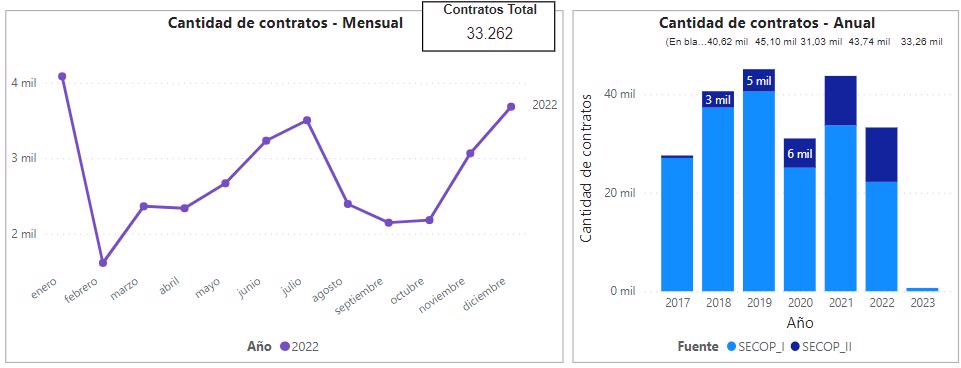 Cantidad de contratos - Mensual
Contratos Total
33.262
4 mil
3 mil
2 mil
2022
enero
febrero
marzo
abril
mayo
junio
julio
agosto
septiembre
octubre
noviembre
diciembre
Año 2022
Cantidad de contratos - Anual
(En bla... 40,62 mil 45,10 mil 31,03 mil 43,74 mil 33,26 mil
Cantidad de contratos
40 mil
20 mil
0 mil
3 mil
5 mil
6 mil
2017 2018 2019 2020 2021 2022 2023
Año
Fuente SECOP_I SECOP_II